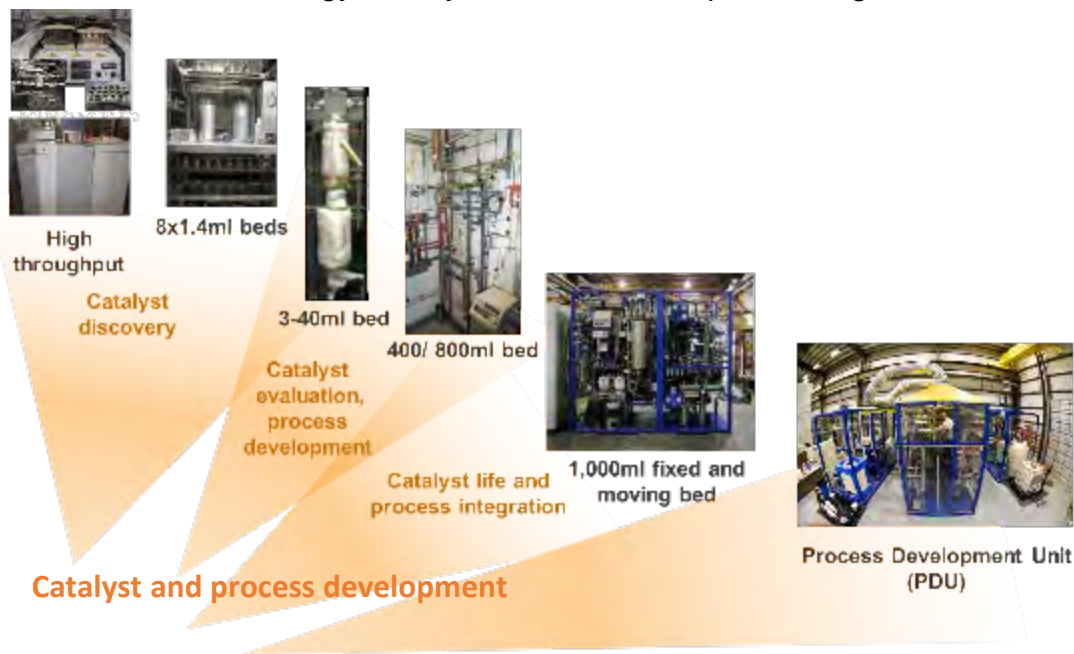 High
throughput
8x1.4ml beds
Catalyst
discovery
3-40ml bed
400/ 800ml bed
Catalyst
evaluation,
process
development
1,000ml fixed and
moving bed
Catalyst life and
process integration
Process Development Unit
(PDU)
Catalyst and process development